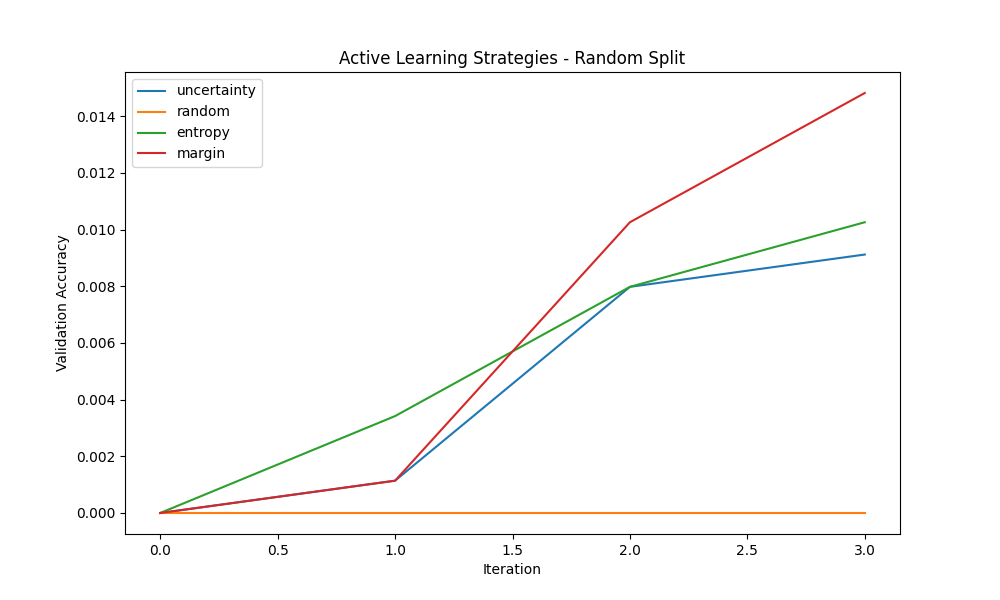 Active Learning Strategies - Random Split
uncertainty
random
entropy
margin
Validation Accuracy
0.014
0.012
0.010
0.008
0.006
0.004
0.002
0.000
0.0
0.5
1.0
1.5
2.0
2.5
3.0
Iteration